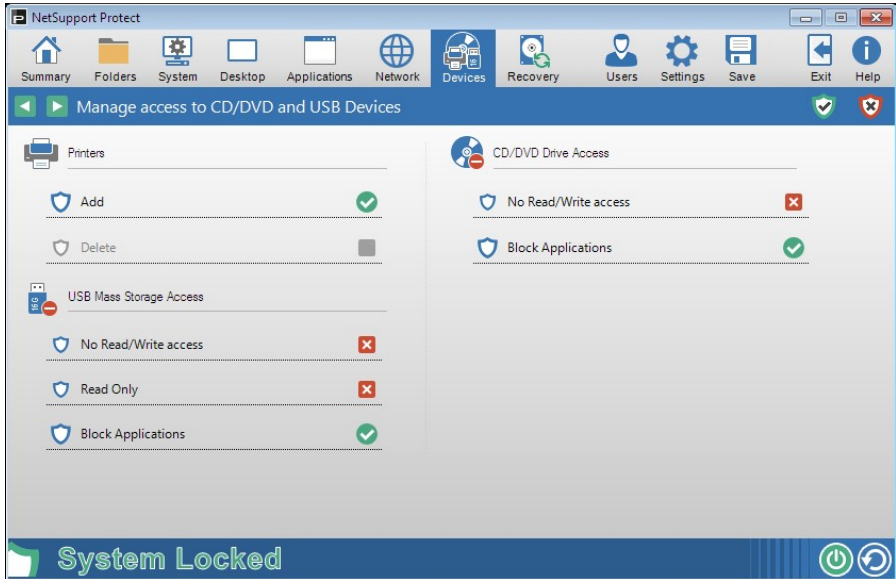 NetSupport Protect
Summary Folders System Desktop Applications Network Devices Recovery Users Settings Save Exit Help
Manage access to CD/DVD and USB Devices
Printers
Add
Delete
USB Mass Storage Access
No Read/Write access
Read Only
Block Applications
CD/DVD Drive Access
No Read/Write access
Block Applications
System Locked